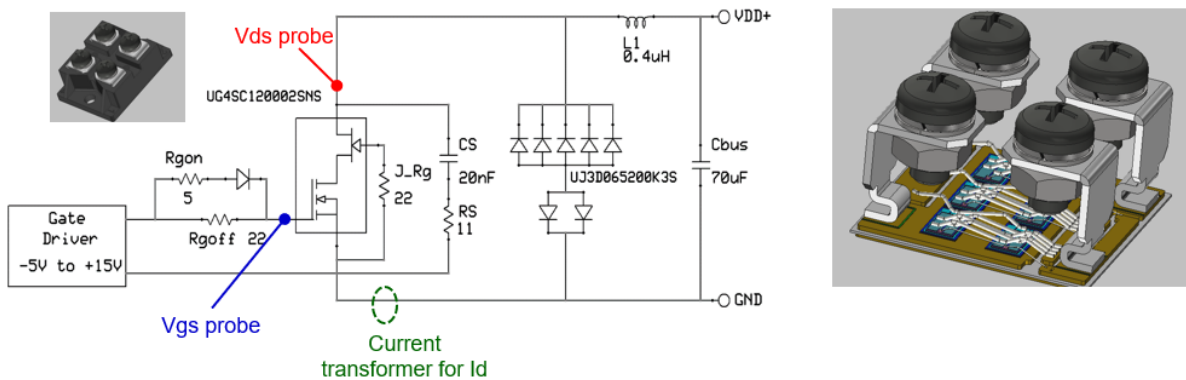 VDD+
Vds probe
L1
0.4uH
UG4SC120002SNS
CS
20nF
Cbus
70uF
Rgon
5
J_Rg
22
UJ3D065200K3S
RS
11
Gate
Driver
-5V to +15V
Rgoff 22
GND
Vgs probe
Current
transformer for Id